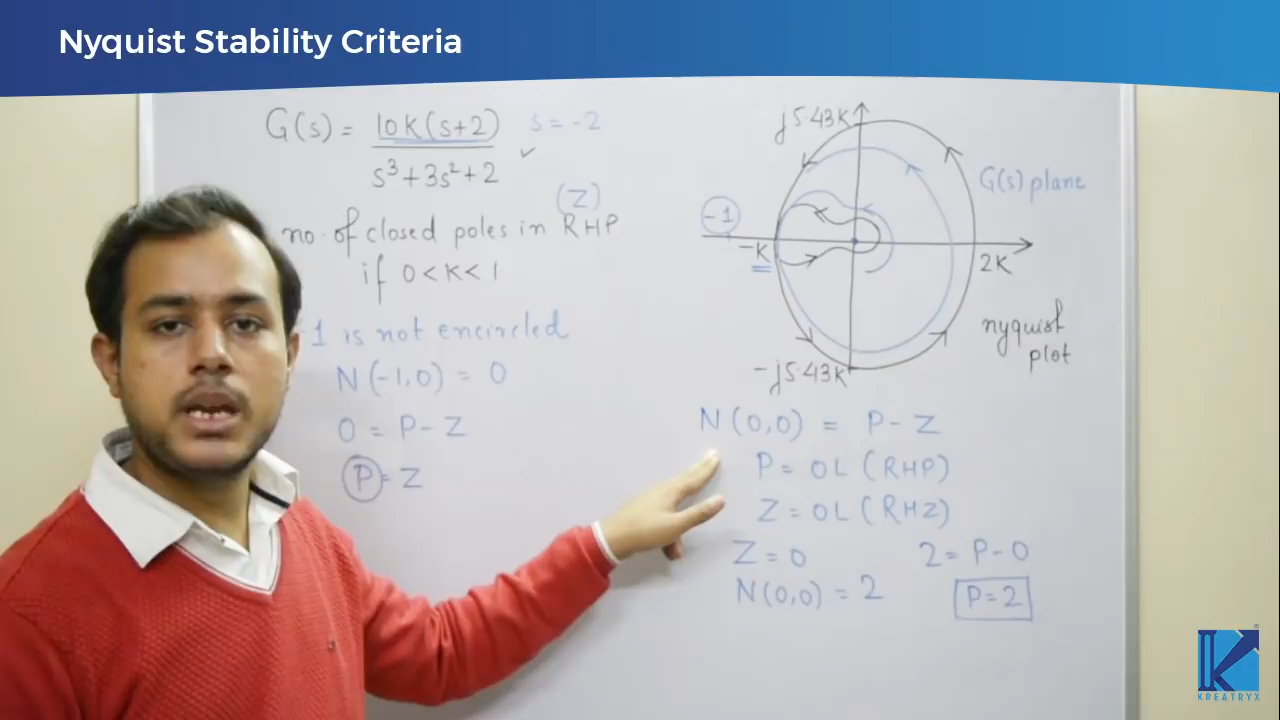 Nyquist Stability Criteria
G(s) = 10K(s+2) / s³+3s²+2
s = -2
✓
(Z)
no. of closed poles in RHP
if 0<K<1
1 is not encircled
N(-1,0) = 0
0 = P - Z
P = Z
j5.43K
G(s) plane
-1
-K
2K
nyquist
plot
-j5.43K
N(0,0) = P - Z
P = OL (RHP)
Z = OL (RHZ)
Z = 0
2 = P - 0
N(0,0) = 2
P = 2
KREATRYX